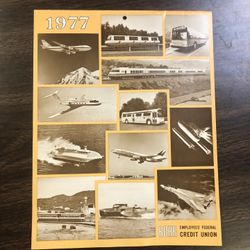 1977
EMPLOYEES' FEDERAL
CREDIT UNION